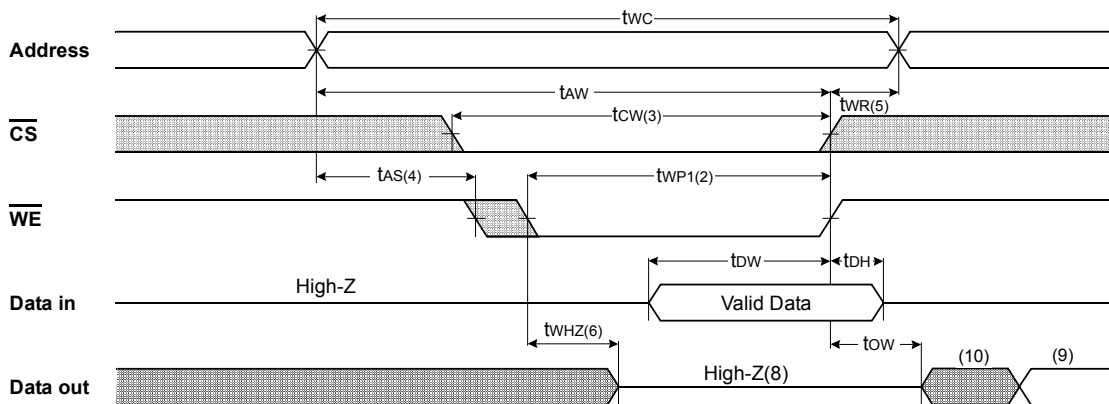 tWC
Address
tAW
tCW(3)
tWR(5)
CS
tAS(4)
tWP1(2)
WE
tDW
tDH
High-Z
Data in
Valid Data
tWHZ(6)
tOW
High-Z(8)
(10)
(9)
Data out